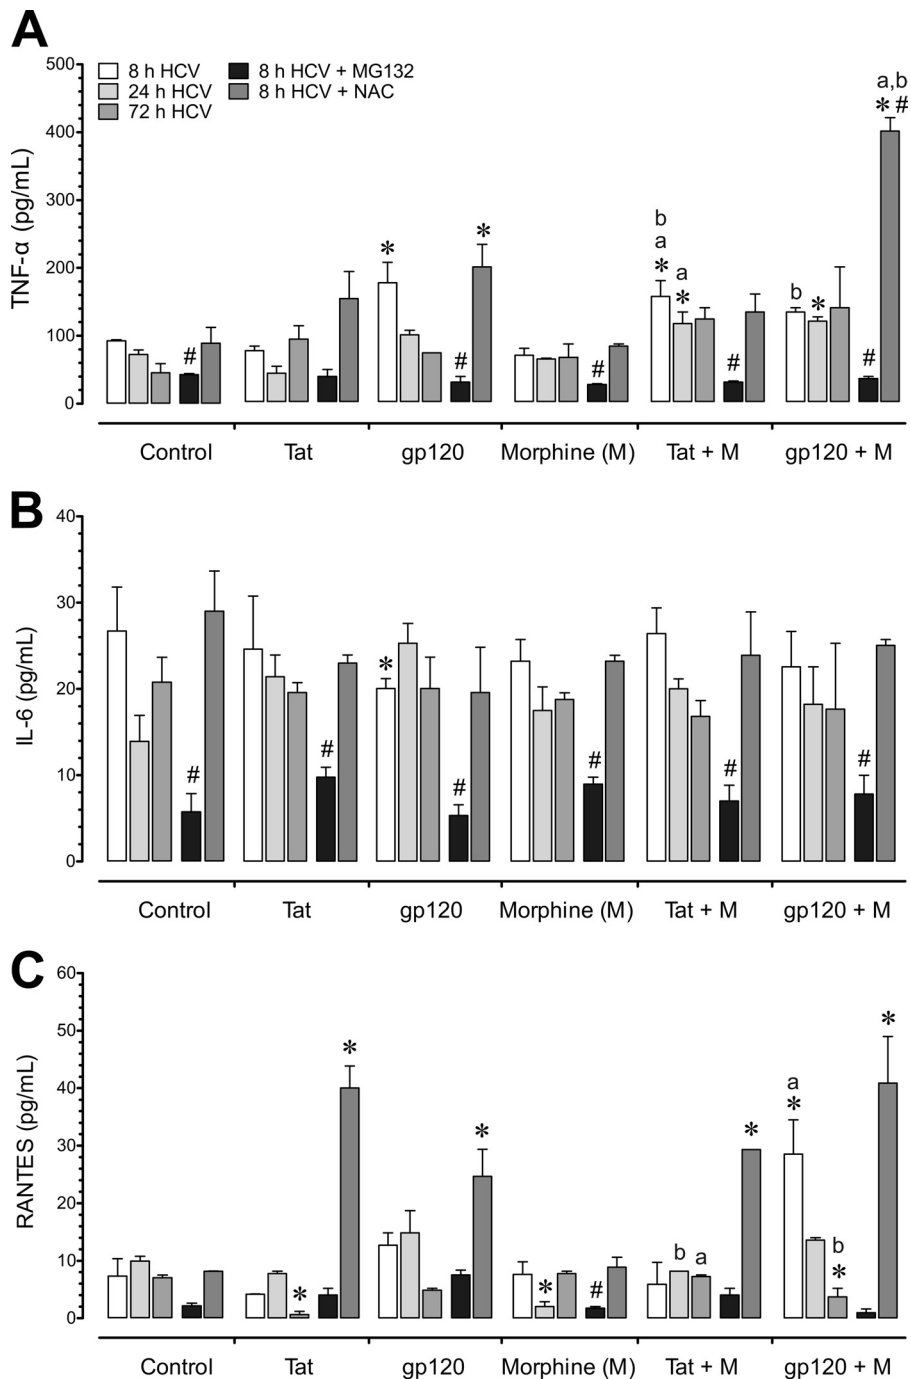 A
500
400
300
200
100
0
TNF-α (pg/mL)
8 h HCV
24 h HCV
72 h HCV
8 h HCV + MG132
8 h HCV + NAC
#
*
#
*
#
b
a
*
a
*
#
b
*
#
a,b
* #
#
Control Tat gp120 Morphine (M) Tat + M gp120 + M
B
40
30
20
10
0
IL-6 (pg/mL)
#
#
*
#
#
#
#
Control Tat gp120 Morphine (M) Tat + M gp120 + M
C
60
50
40
30
20
10
0
RANTES (pg/mL)
*
*
*
*
#
b
a
*
a
*
b
*
*
Control Tat gp120 Morphine (M) Tat + M gp120 + M